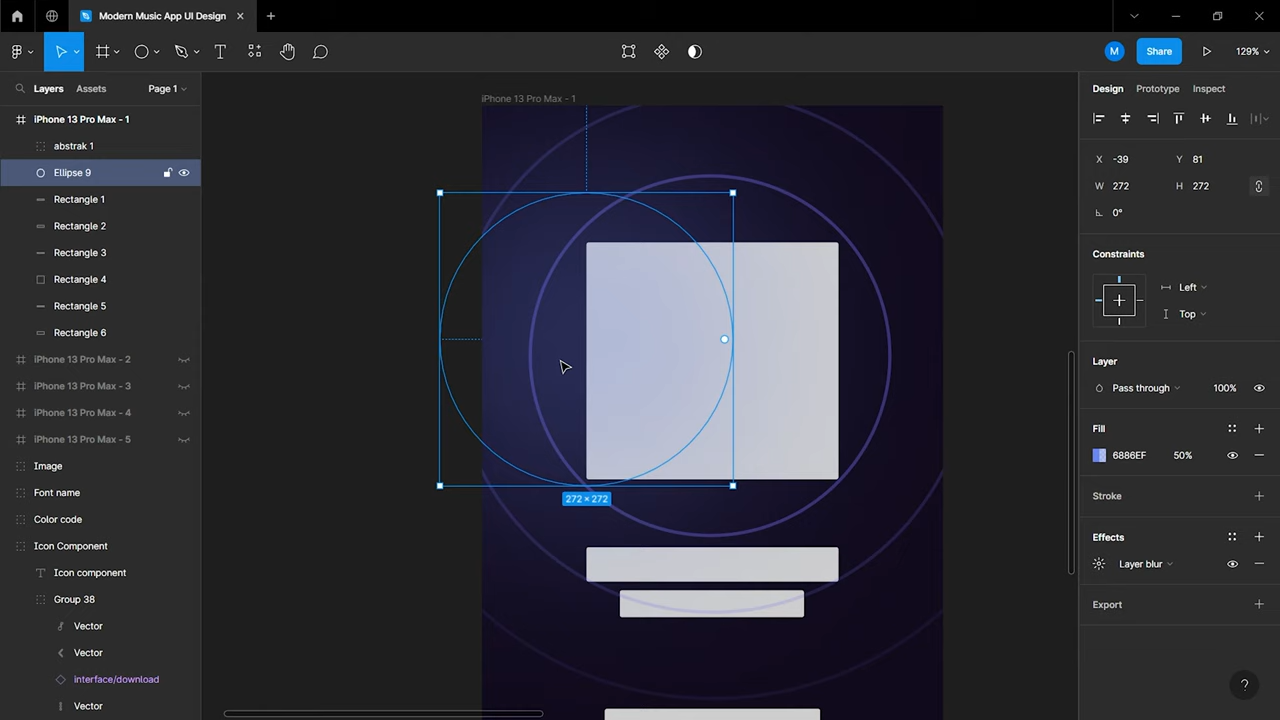 Modern Music App UI Design
M
Share
129%
Layers
Assets
Page 1
iPhone 13 Pro Max - 1
abstrak 1
Ellipse 9
Rectangle 1
Rectangle 2
Rectangle 3
Rectangle 4
Rectangle 5
Rectangle 6
iPhone 13 Pro Max - 2
iPhone 13 Pro Max - 3
iPhone 13 Pro Max - 4
iPhone 13 Pro Max - 5
Image
Font name
Color code
Icon Component
Icon component
Group 38
Vector
Vector
interface/download
Vector
iPhone 13 Pro Max - 1
272 × 272
Design
Prototype
Inspect
X -39
Y 81
W 272
H 272
0°
Constraints
Left
Top
Layer
Pass through
100%
Fill
6886EF
50%
Stroke
Effects
Layer blur
Export
?